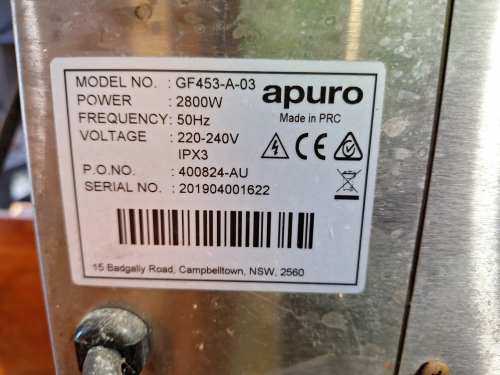 MODEL NO. : GF453-A-03
apuro
POWER : 2800W
Made in PRC
FREQUENCY: 50Hz
VOLTAGE : 220-240V
IPX3
P.O.NO. : 400824-AU
SERIAL NO. : 201904001622
15 Badgally Road, Campbelltown, NSW, 2560